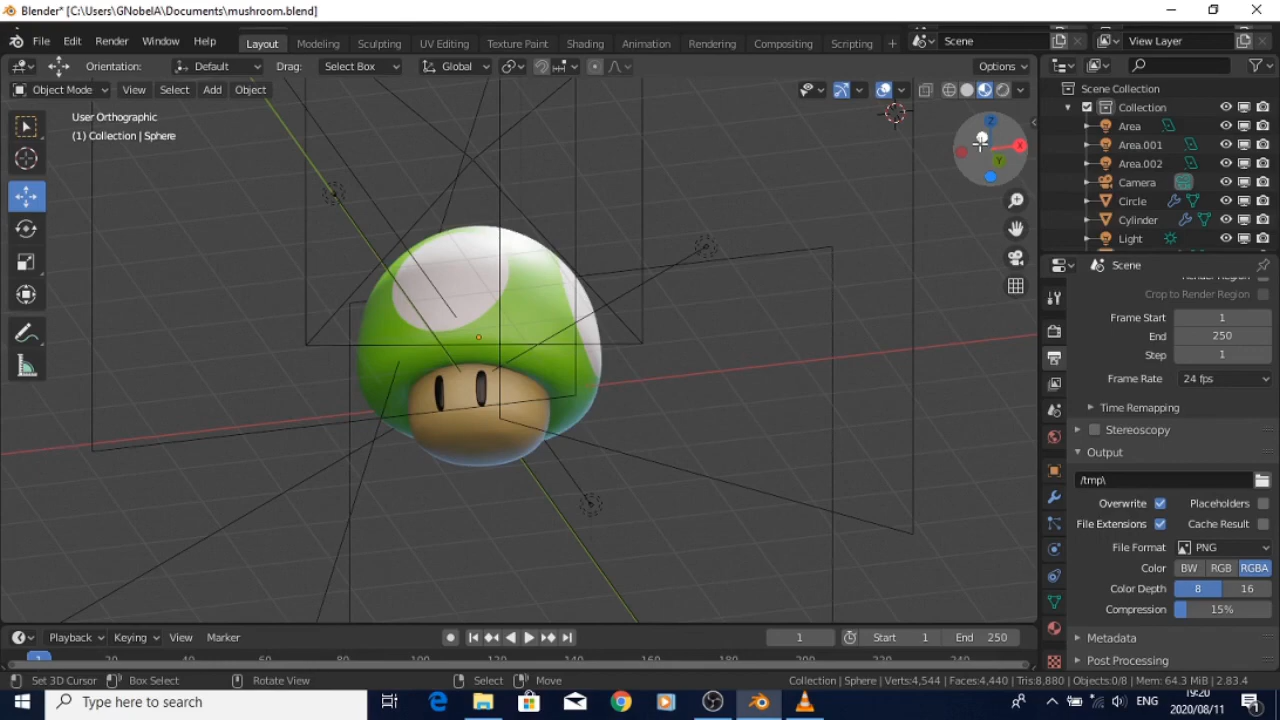 Blender* [C:\Users\GNobelA\Documents\mushroom.blend]
File Edit Render Window Help Layout Modeling Sculpting UV Editing Texture Paint Shading Animation Rendering Compositing Scripting + Scene View Layer
Orientation: Default Drag: Select Box Global Options
Object Mode View Select Add Object
User Orthographic
(1) Collection | Sphere
Z
X
Y
Scene Collection
Collection
Area
Area.001
Area.002
Camera
Circle
Cylinder
Light
Scene
Crop to Render Region
Frame Start 1
End 250
Step 1
Frame Rate 24 fps
Time Remapping
Stereoscopy
Output
/tmp\
Overwrite Placeholders
File Extensions Cache Result
File Format PNG
Color BW RGB RGBA
Color Depth 8 16
Compression 15%
Metadata
Post Processing
Playback Keying View Marker 1 Start 1 End 250
Set 3D Cursor Box Select Rotate View Select Move Collection | Sphere | Verts:4,544 | Faces:4,440 | Tris:8,880 | Objects:0/8 | Mem: 64.3 MiB | 2.83.4
Type here to search ENG 19:20
2020/08/11